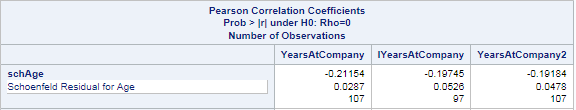 Pearson Correlation Coefficients
Prob > |r| under H0: Rho=0
Number of Observations
YearsAtCompany lYearsAtCompany YearsAtCompany2
schAge -0.21154 -0.19745 -0.19184
Schoenfeld Residual for Age 0.0287 0.0526 0.0478
107 97 107